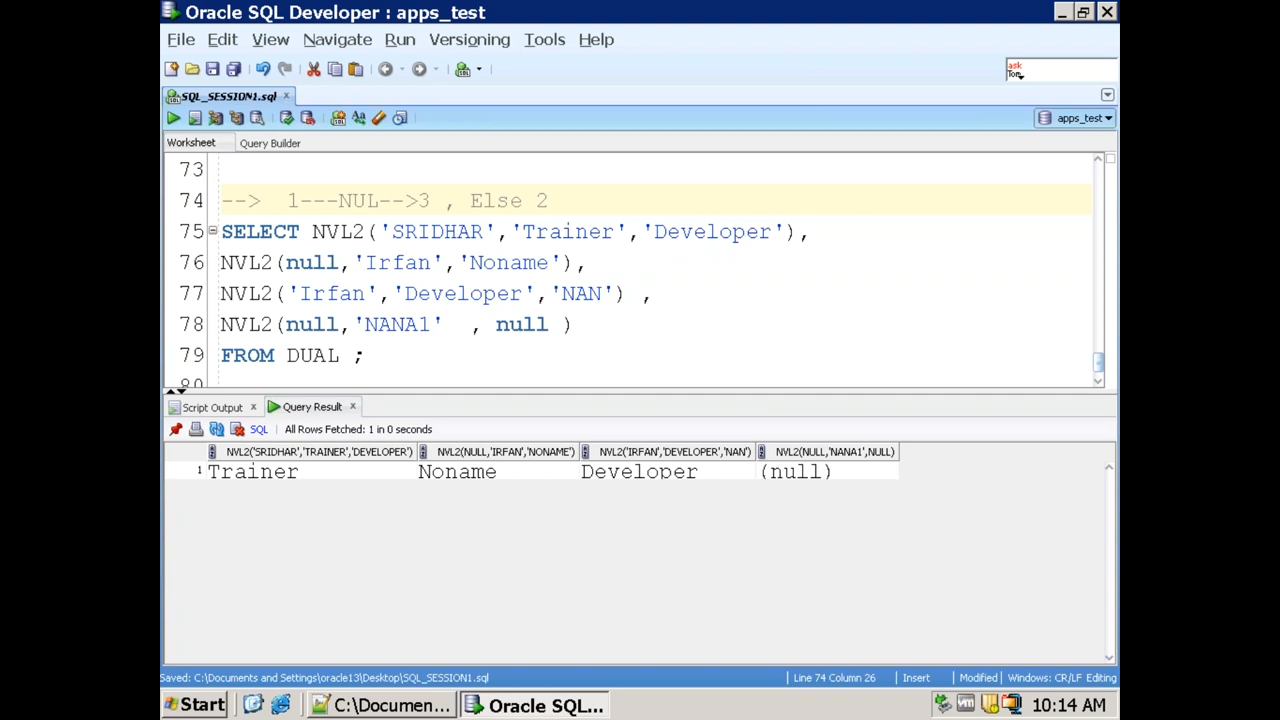 Oracle SQL Developer : apps_test
File Edit View Navigate Run Versioning Tools Help
ask
Tom
SQL_SESSION1.sql
apps_test
Worksheet Query Builder
73
74 --> 1---NUL-->3 , Else 2
75 SELECT NVL2('SRIDHAR','Trainer','Developer'),
76 NVL2(null,'Irfan','Noname'),
77 NVL2('Irfan','Developer','NAN') ,
78 NVL2(null,'NANA1' , null )
79 FROM DUAL ;
80
Script Output x Query Result x
SQL All Rows Fetched: 1 in 0 seconds
NVL2('SRIDHAR','TRAINER','DEVELOPER') NVL2(NULL,'IRFAN','NONAME') NVL2('IRFAN','DEVELOPER','NAN') NVL2(NULL,'NANA1',NULL)
1 Trainer Noname Developer (null)
Saved: C:\Documents and Settings\oracle13\Desktop\SQL_SESSION1.sql Line 74 Column 26 Insert Modified Windows: CR/LF Editing
Start C:\Documen... Oracle SQL... 10:14 AM